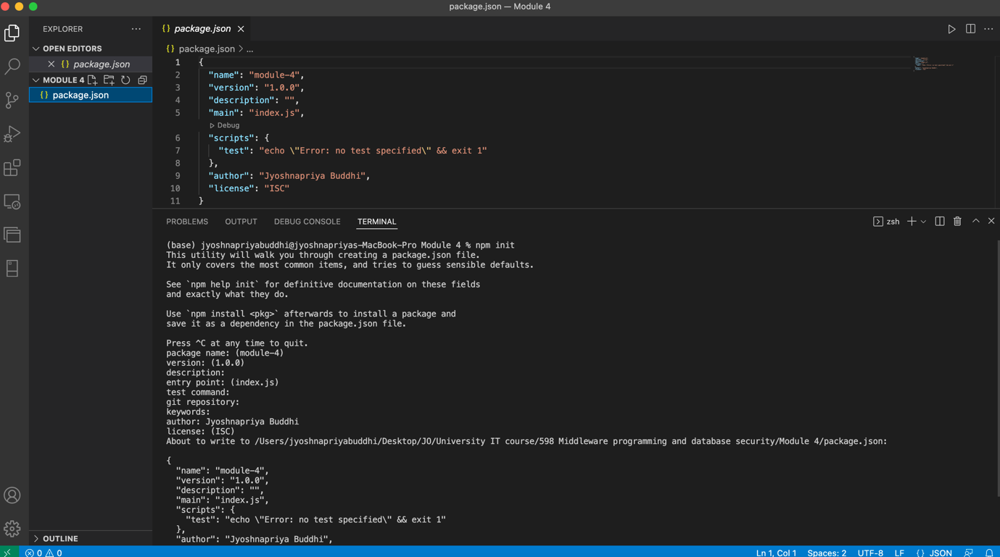 package.json — Module 4
EXPLORER
OPEN EDITORS
{} package.json
MODULE 4
{} package.json
OUTLINE
{} package.json
{} package.json > ...
1 {
2 "name": "module-4",
3 "version": "1.0.0",
4 "description": "",
5 "main": "index.js",
Debug
6 "scripts": {
7 "test": "echo \"Error: no test specified\" && exit 1"
8 },
9 "author": "Jyoshnapriya Buddhi",
10 "license": "ISC"
11 }
PROBLEMS OUTPUT DEBUG CONSOLE TERMINAL zsh
(base) jyoshnapriyabuddhi@jyoshnapriyas-MacBook-Pro Module 4 % npm init
This utility will walk you through creating a package.json file.
It only covers the most common items, and tries to guess sensible defaults.
See `npm help init` for definitive documentation on these fields
and exactly what they do.
Use `npm install <pkg>` afterwards to install a package and
save it as a dependency in the package.json file.
Press ^C at any time to quit.
package name: (module-4)
version: (1.0.0)
description:
entry point: (index.js)
test command:
git repository:
keywords:
author: Jyoshnapriya Buddhi
license: (ISC)
About to write to /Users/jyoshnapriyabuddhi/Desktop/JO/University IT course/598 Middleware programming and database security/Module 4/package.json:
{
"name": "module-4",
"version": "1.0.0",
"description": "",
"main": "index.js",
"scripts": {
"test": "echo \"Error: no test specified\" && exit 1"
},
"author": "Jyoshnapriya Buddhi",
0 0 Ln 1, Col 1 Spaces: 2 UTF-8 LF {} JSON